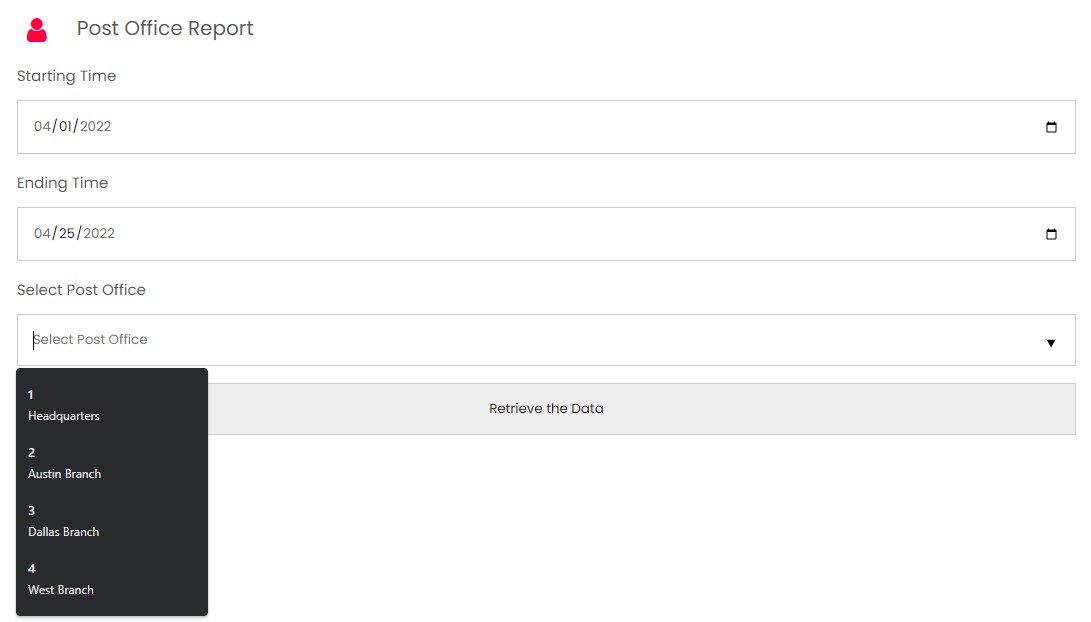 Post Office Report
Starting Time
04/01/2022
Ending Time
04/25/2022
Select Post Office
Select Post Office
Retrieve the Data
1
Headquarters
2
Austin Branch
3
Dallas Branch
4
West Branch